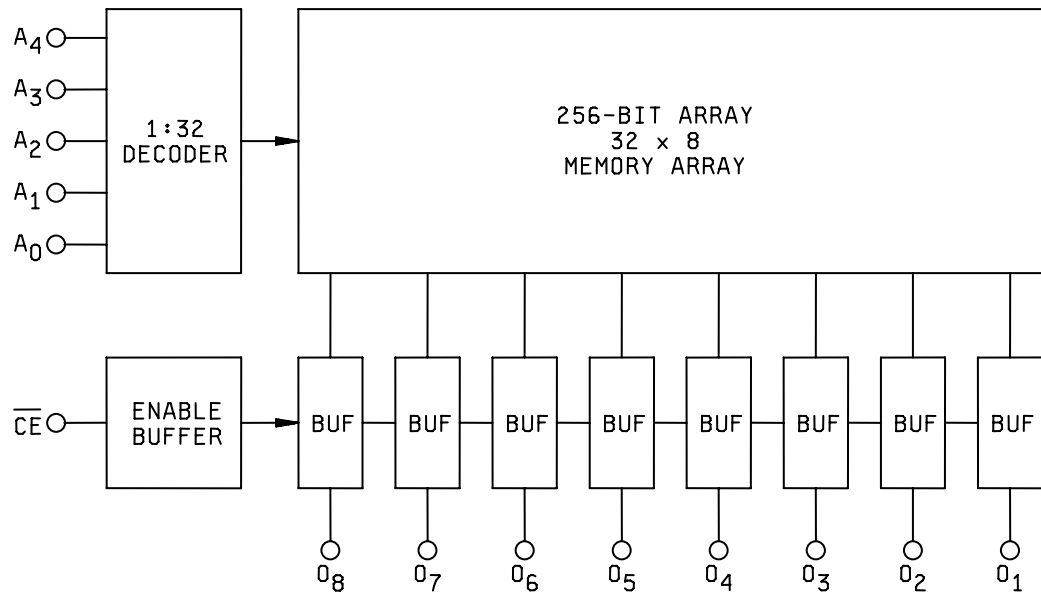 A4
A3
A2
A1
A0
1:32
DECODER
256-BIT ARRAY
32 x 8
MEMORY ARRAY
CE
ENABLE
BUFFER
BUF BUF BUF BUF BUF BUF BUF BUF
O8 O7 O6 O5 O4 O3 O2 O1